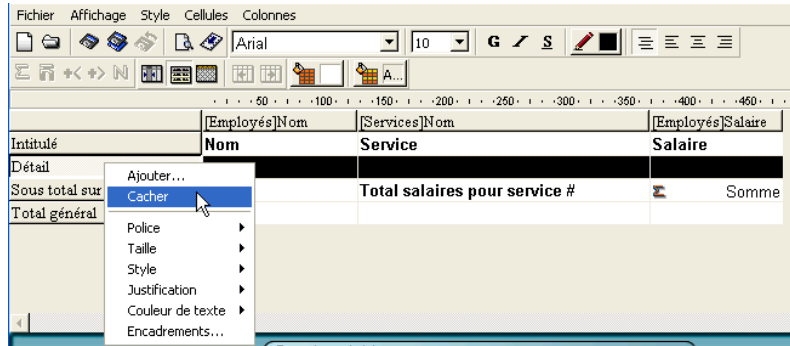 Fichier Affichage Style Cellules Colonnes
Arial 10 G I S
Σ n +< +> N A...
50 100 150 200 250 300 350 400 450
[Employés]Nom [Services]Nom [Employés]Salaire
Intitulé Nom Service Salaire
Détail
Sous total sur Total salaires pour service # Σ Somme
Total général
Ajouter...
Cacher
Police
Taille
Style
Justification
Couleur de texte
Encadrements...